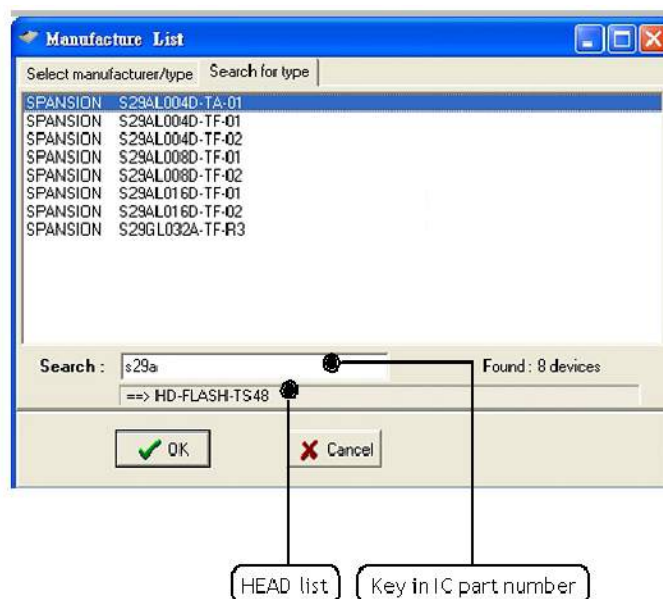 Manufacture List
Select manufacturer/type Search for type
SPANSION S29AL004D-TA-01
SPANSION S29AL004D-TF-01
SPANSION S29AL004D-TF-02
SPANSION S29AL008D-TF-01
SPANSION S29AL008D-TF-02
SPANSION S29AL016D-TF-01
SPANSION S29AL016D-TF-02
SPANSION S29GL032A-TF-R3
Search : s29a Found : 8 devices
==> HD-FLASH-TS48
OK Cancel
HEAD list Key in IC part number